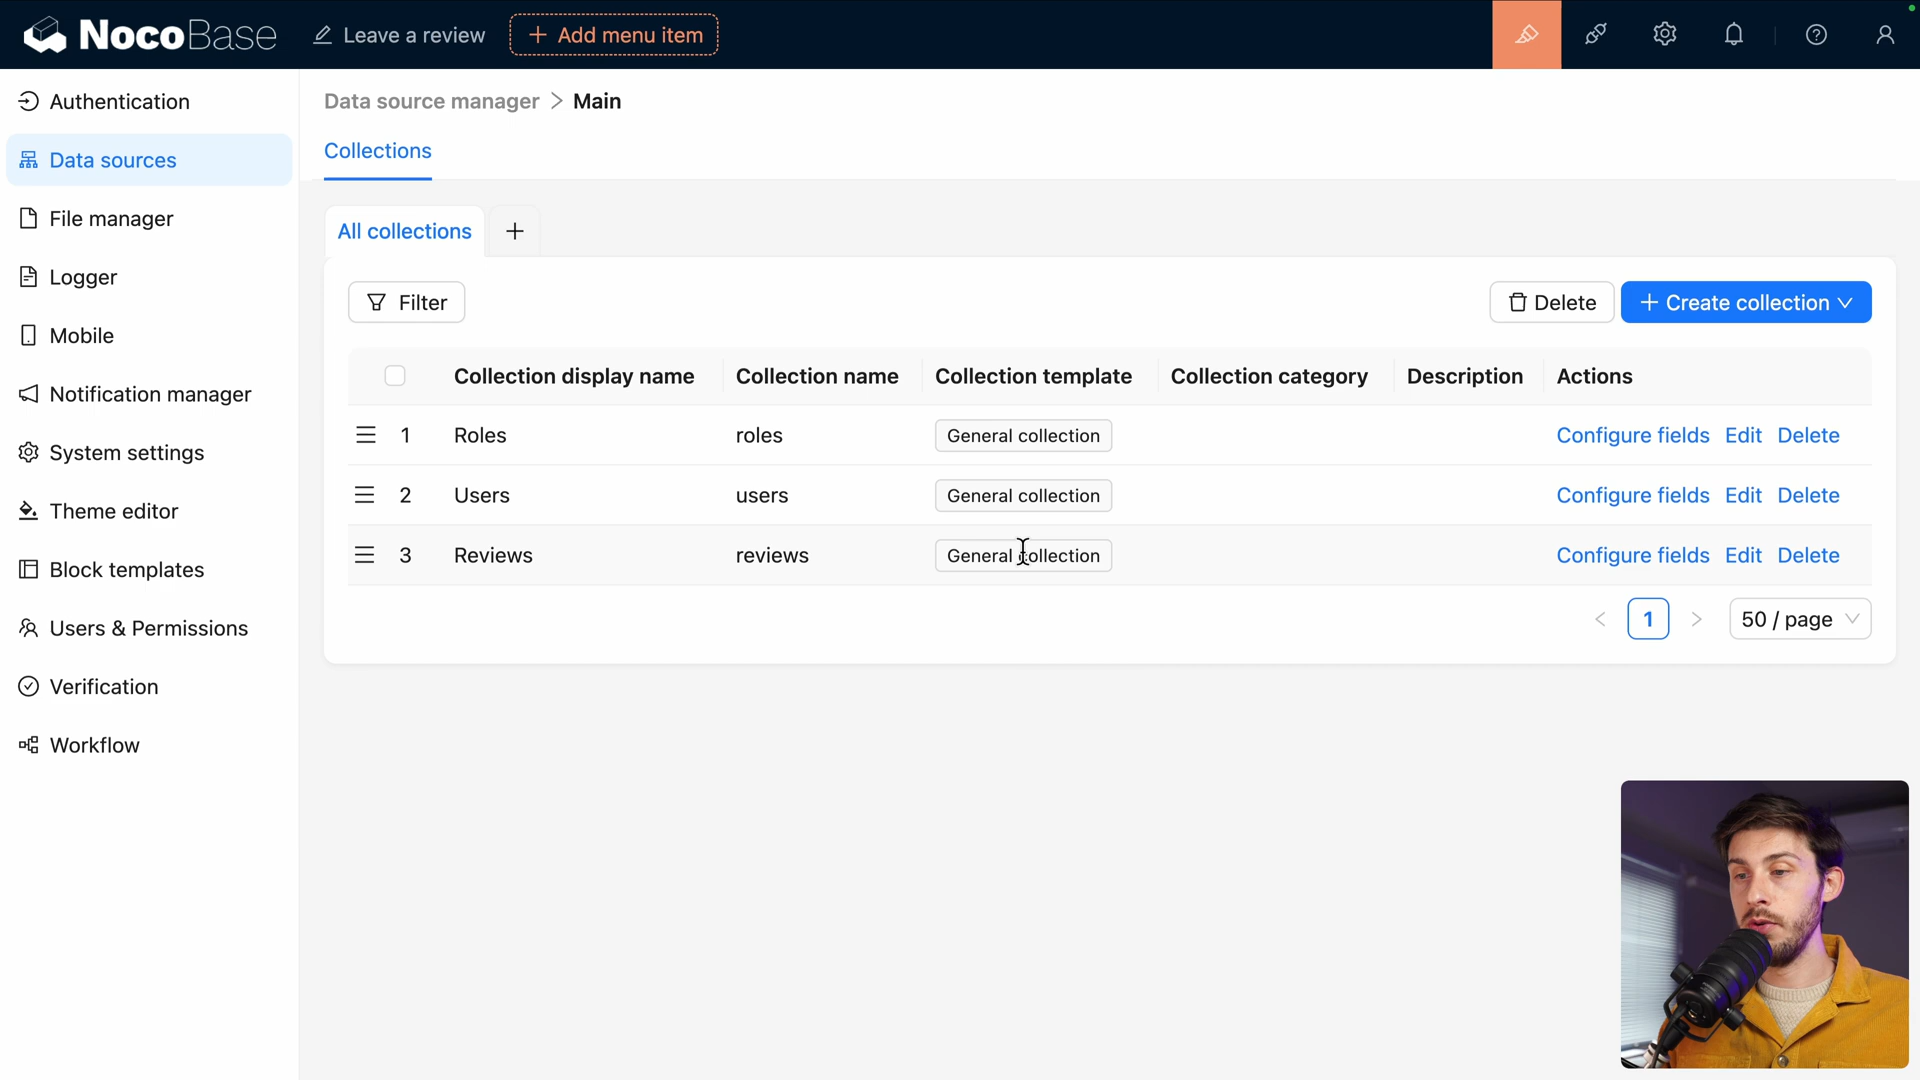 NocoBase
Leave a review
+ Add menu item
Authentication
Data sources
File manager
Logger
Mobile
Notification manager
System settings
Theme editor
Block templates
Users & Permissions
Verification
Workflow
Data source manager > Main
Collections
All collections
Filter
Delete
+ Create collection
Collection display name Collection name Collection template Collection category Description Actions
1 Roles roles General collection Configure fields Edit Delete
2 Users users General collection Configure fields Edit Delete
3 Reviews reviews General collection Configure fields Edit Delete
< 1 > 50 / page